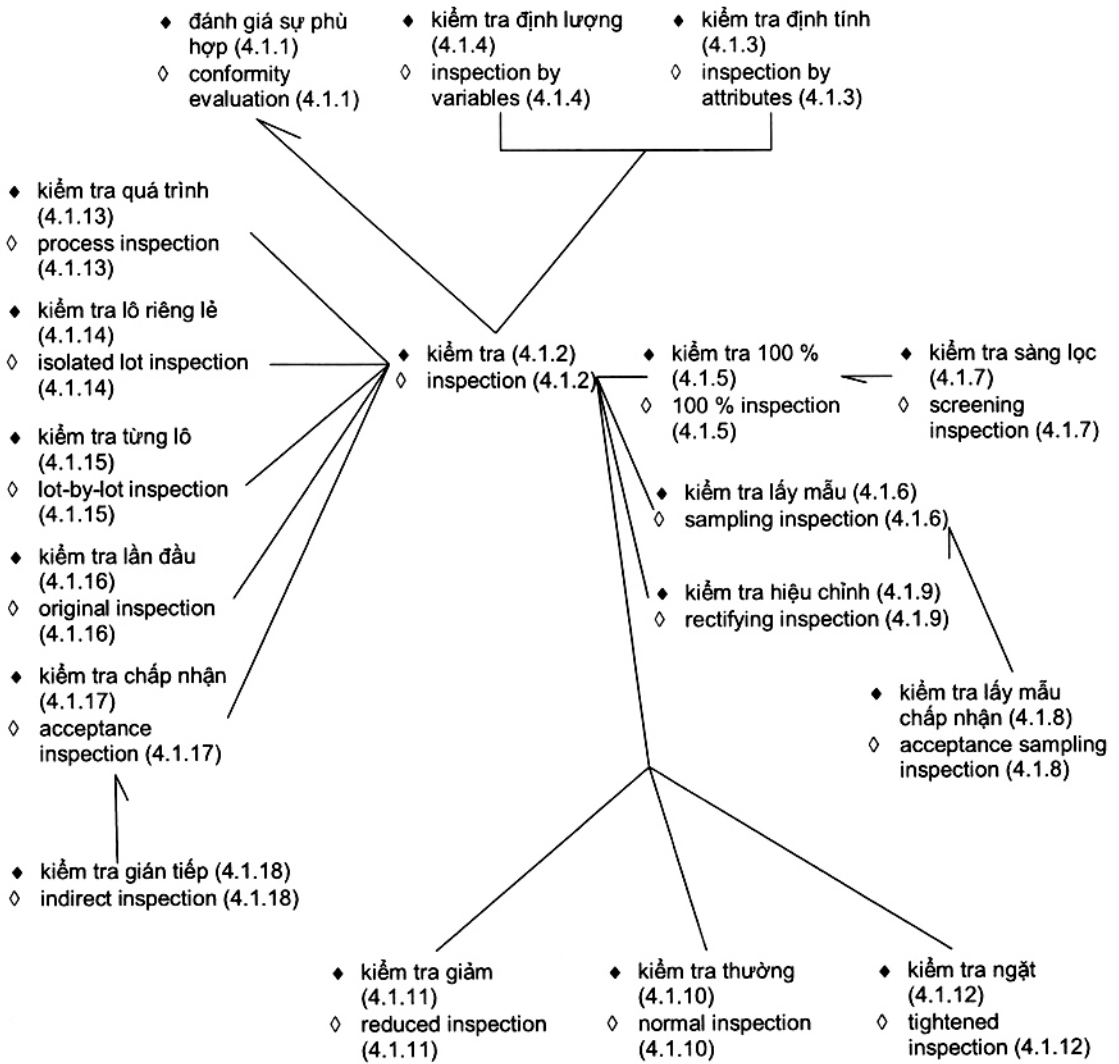 ♦ đánh giá sự phù
hợp (4.1.1)
◊ conformity
evaluation (4.1.1)
♦ kiểm tra định lượng
(4.1.4)
◊ inspection by
variables (4.1.4)
♦ kiểm tra định tính
(4.1.3)
◊ inspection by
attributes (4.1.3)
♦ kiểm tra quá trình
(4.1.13)
◊ process inspection
(4.1.13)
♦ kiểm tra lô riêng lẻ
(4.1.14)
◊ isolated lot inspection
(4.1.14)
♦ kiểm tra từng lô
(4.1.15)
◊ lot-by-lot inspection
(4.1.15)
♦ kiểm tra lần đầu
(4.1.16)
◊ original inspection
(4.1.16)
♦ kiểm tra chấp nhận
(4.1.17)
◊ acceptance
inspection (4.1.17)
♦ kiểm tra gián tiếp (4.1.18)
◊ indirect inspection (4.1.18)
♦ kiểm tra (4.1.2)
◊ inspection (4.1.2)
♦ kiểm tra 100 %
(4.1.5)
◊ 100 % inspection
(4.1.5)
♦ kiểm tra sàng lọc
(4.1.7)
◊ screening
inspection (4.1.7)
♦ kiểm tra lấy mẫu (4.1.6)
◊ sampling inspection (4.1.6)
♦ kiểm tra hiệu chỉnh (4.1.9)
◊ rectifying inspection (4.1.9)
♦ kiểm tra lấy mẫu
chấp nhận (4.1.8)
◊ acceptance sampling
inspection (4.1.8)
♦ kiểm tra giảm
(4.1.11)
◊ reduced inspection
(4.1.11)
♦ kiểm tra thường
(4.1.10)
◊ normal inspection
(4.1.10)
♦ kiểm tra ngặt
(4.1.12)
◊ tightened
inspection (4.1.12)